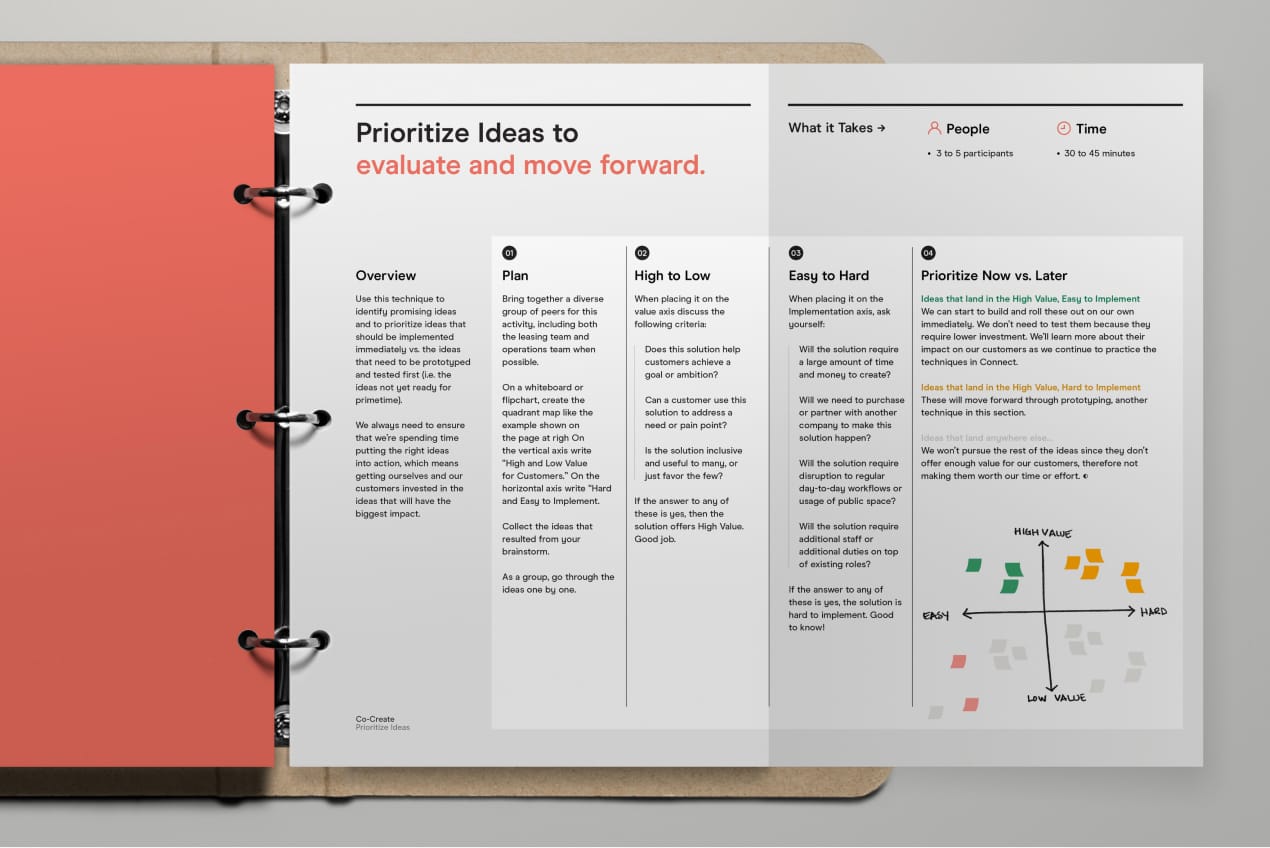 Prioritize Ideas to
evaluate and move forward.
What it Takes →
People
• 3 to 5 participants
Time
• 30 to 45 minutes
Overview
Use this technique to
identify promising ideas
and to prioritize ideas that
should be implemented
immediately vs. the ideas
that need to be prototyped
and tested first (i.e. the
ideas not yet ready for
primetime).
We always need to ensure
that we're spending time
putting the right ideas
into action, which means
getting ourselves and our
customers invested in the
ideas that will have the
biggest impact.
01
Plan
Bring together a diverse
group of peers for this
activity, including both
the leasing team and
operations team when
possible.
On a whiteboard or
flipchart, create the
quadrant map like the
example shown on
the page at righ On
the vertical axis write
"High and Low Value
for Customers." On the
horizontal axis write "Hard
and Easy to Implement.
Collect the ideas that
resulted from your
brainstorm.
As a group, go through the
ideas one by one.
02
High to Low
When placing it on the
value axis discuss the
following criteria:
Does this solution help
customers achieve a
goal or ambition?
Can a customer use this
solution to address a
need or pain point?
Is the solution inclusive
and useful to many, or
just favor the few?
If the answer to any of
these is yes, then the
solution offers High Value.
Good job.
03
Easy to Hard
When placing it on the
Implementation axis, ask
yourself:
Will the solution require
a large amount of time
and money to create?
Will we need to purchase
or partner with another
company to make this
solution happen?
Will the solution require
disruption to regular
day-to-day workflows or
usage of public space?
Will the solution require
additional staff or
additional duties on top
of existing roles?
If the answer to any of
these is yes, the solution is
hard to implement. Good
to know!
04
Prioritize Now vs. Later
Ideas that land in the High Value, Easy to Implement
We can start to build and roll these out on our own
immediately. We don't need to test them because they
require lower investment. We'll learn more about their
impact on our customers as we continue to practice the
techniques in Connect.
Ideas that land in the High Value, Hard to Implement
These will move forward through prototyping, another
technique in this section.
Ideas that land anywhere else...
We won't pursue the rest of the ideas since they don't
offer enough value for our customers, therefore not
making them worth our time or effort.
HIGH VALUE
EASY
HARD
LOW VALUE
Co-Create
Prioritize Ideas